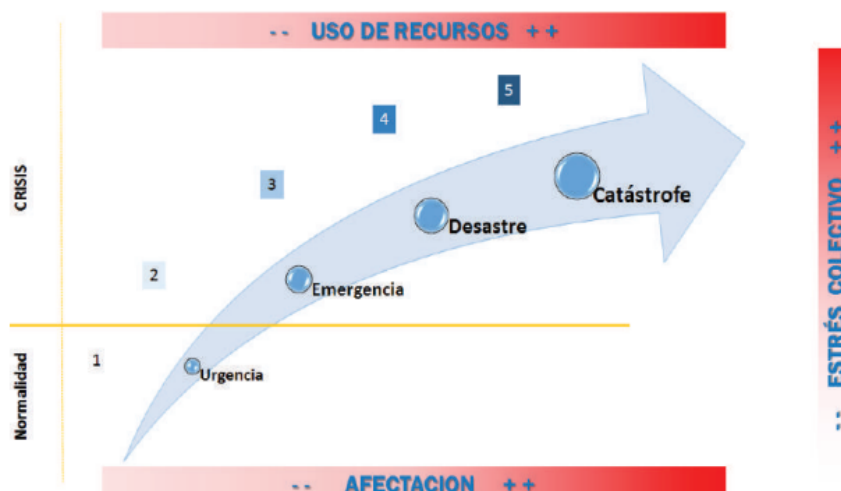 -- USO DE RECURSOS ++
5
4
3
CRISIS
Catástrofe
Desastre
2
Emergencia
1
Urgencia
Normalidad
-- ESTRÉS COLECTIVO ++
-- AFECTACION ++